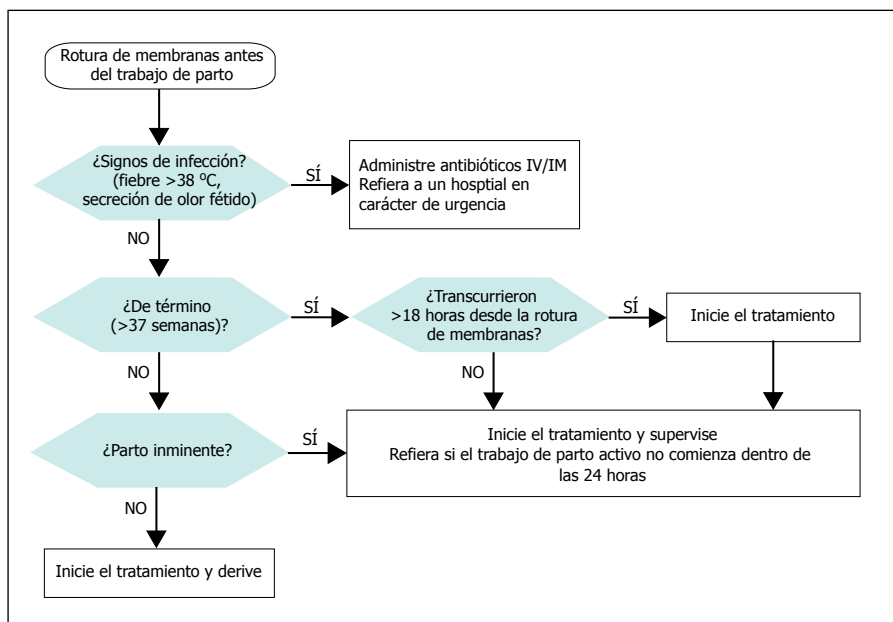 Rotura de membranas antes
del trabajo de parto
¿Signos de infección?
(fiebre >38 ºC,
secreción de olor fétido)
SÍ
Administre antibióticos IV/IM
Refiera a un hosptial en
carácter de urgencia
NO
¿De término
(>37 semanas)?
SÍ
¿Transcurrieron
>18 horas desde la rotura
de membranas?
SÍ
Inicie el tratamiento
NO
NO
¿Parto inminente?
SÍ
Inicie el tratamiento y supervise
Refiera si el trabajo de parto activo no comienza dentro de
las 24 horas
NO
Inicie el tratamiento y derive